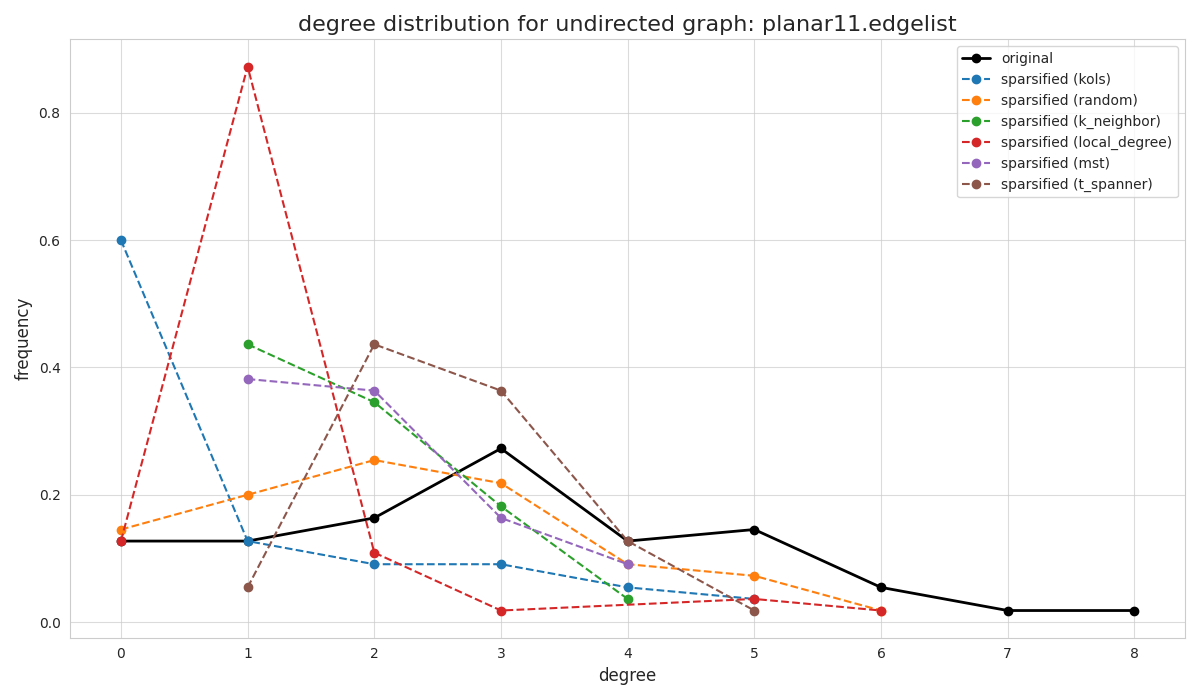 degree distribution for undirected graph: planar11.edgelist
original
sparsified (kols)
sparsified (random)
sparsified (k_neighbor)
sparsified (local_degree)
sparsified (mst)
sparsified (t_spanner)
frequency
0.8
0.6
0.4
0.2
0.0
0 1 2 3 4 5 6 7 8
degree